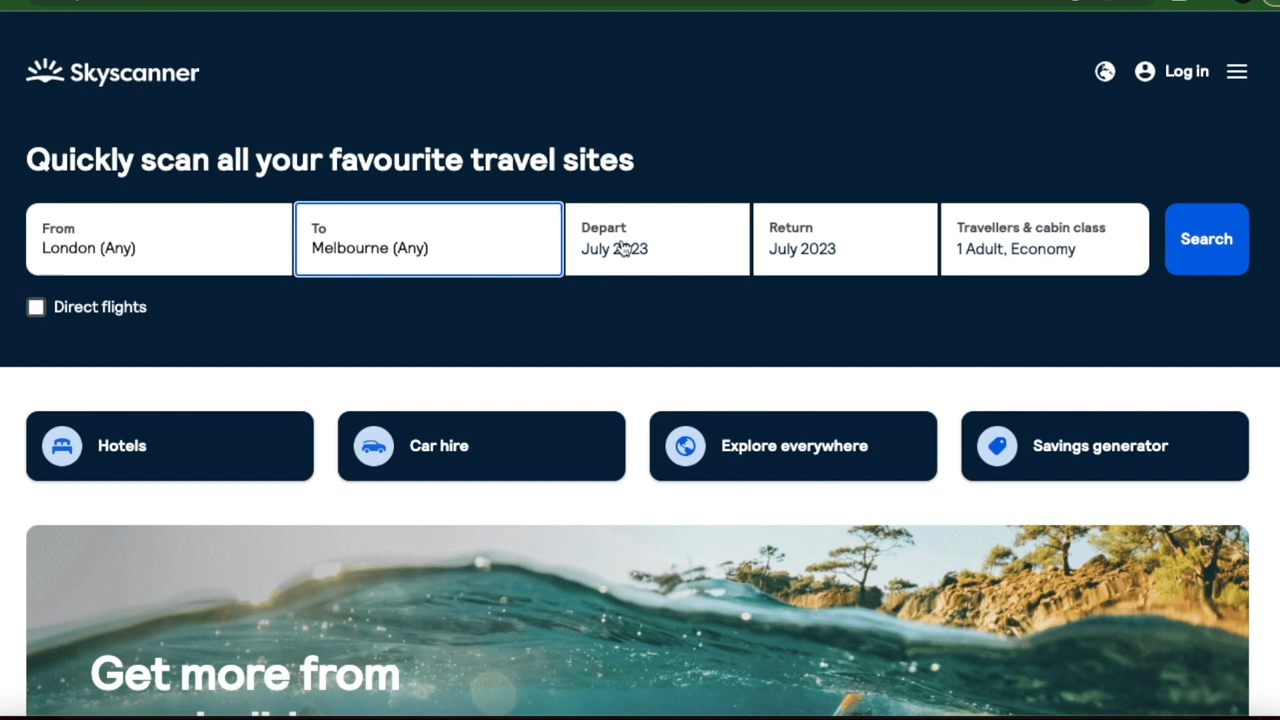 Skyscanner
Log in
Quickly scan all your favourite travel sites
From
London (Any)
To
Melbourne (Any)
Depart
July 2023
Return
July 2023
Travellers & cabin class
1 Adult, Economy
Search
Direct flights
Hotels
Car hire
Explore everywhere
Savings generator
Get more from